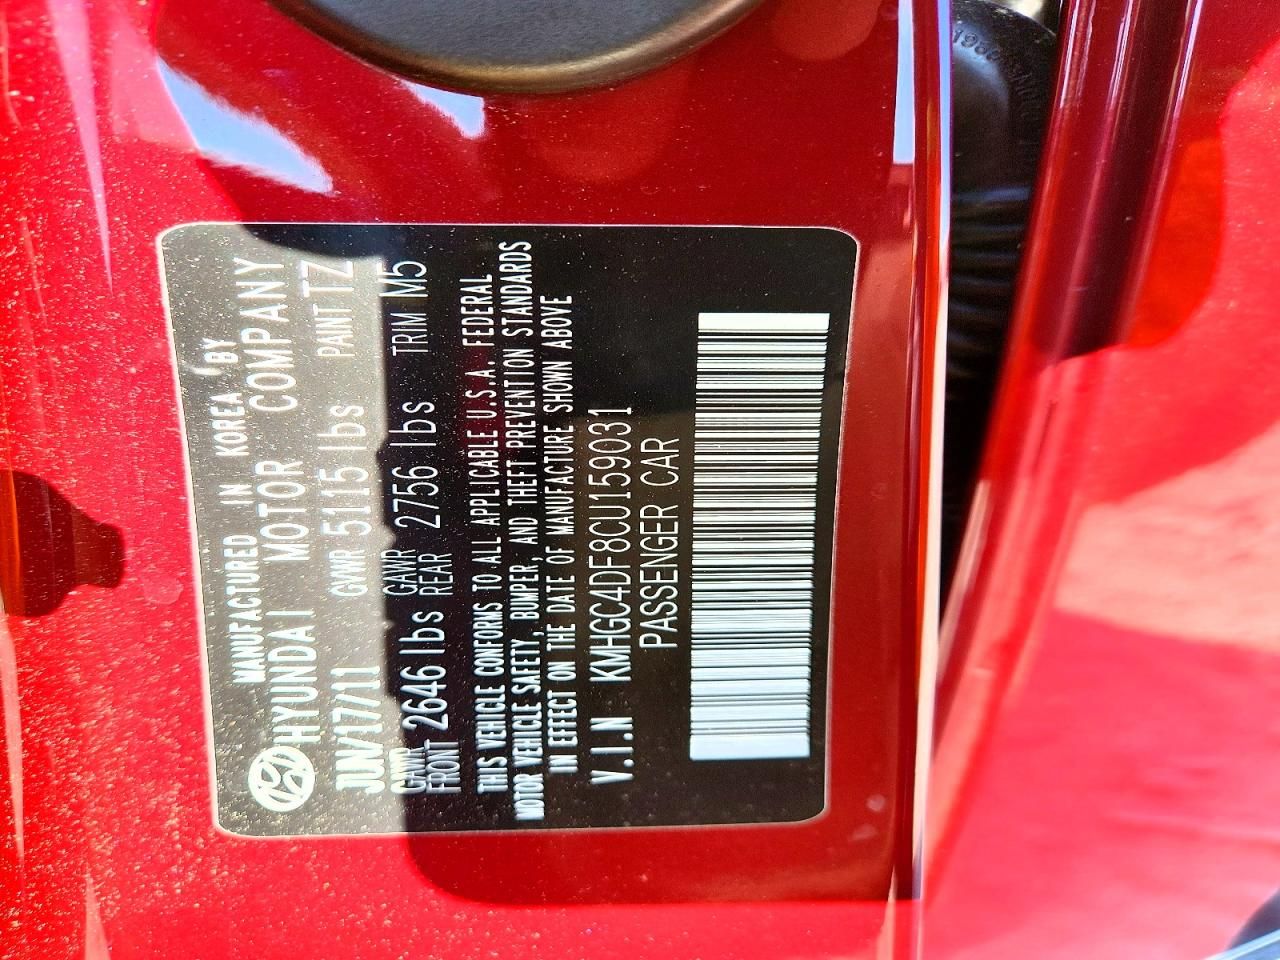 MANUFACTURED IN KOREA BY
HYUNDAI MOTOR COMPANY
JUN/17/11 GVWR 5115 lbs PAINT TZ
GAWR FRONT 2646 lbs GAWR REAR 2756 lbs TRIM M5
THIS VEHICLE CONFORMS TO ALL APPLICABLE U.S.A. FEDERAL
MOTOR VEHICLE SAFETY, BUMPER, AND THEFT PREVENTION STANDARDS
IN EFFECT ON THE DATE OF MANUFACTURE SHOWN ABOVE
V.I.N KMHGC4DF8CU159031
PASSENGER CAR